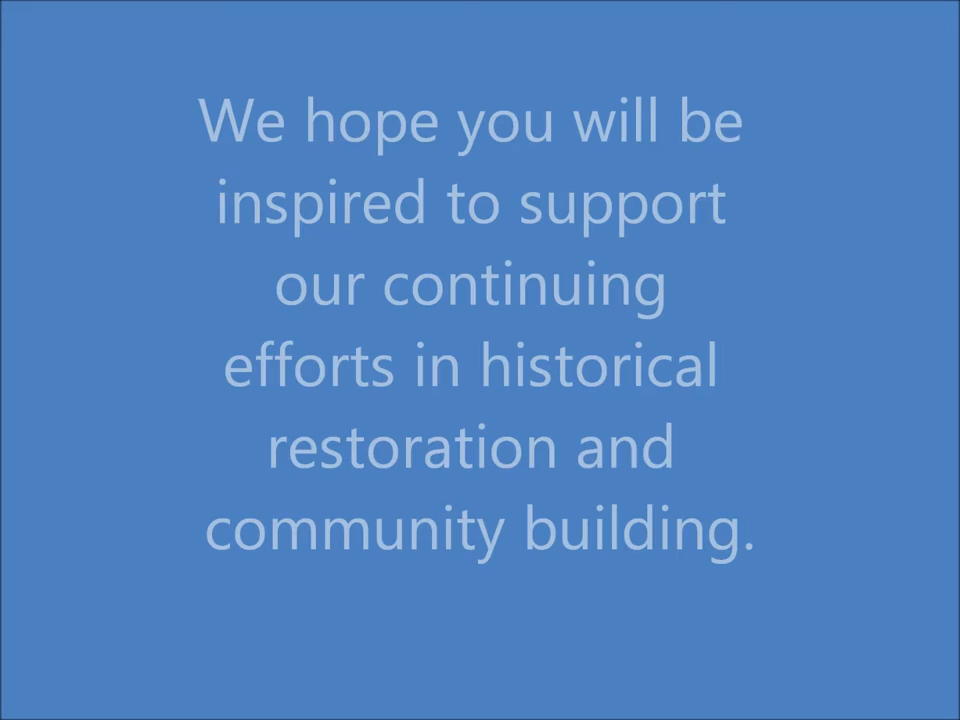 We hope you will be
inspired to support
our continuing
efforts in historical
restoration and
community building.